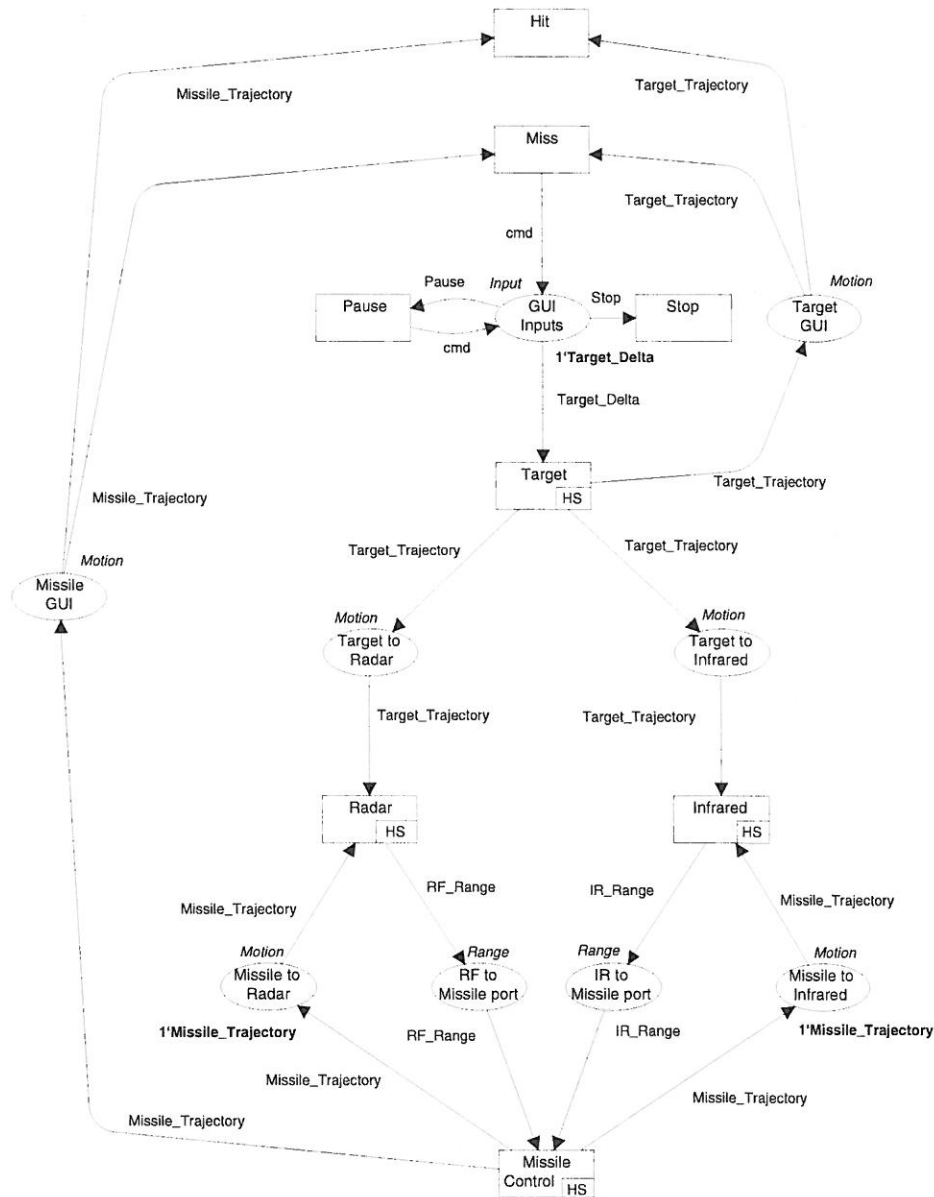 Hit
Missile_Trajectory
Target_Trajectory
Miss
Target_Trajectory
cmd
Pause
Input
Stop
Motion
Pause
GUI
Inputs
Stop
Target
GUI
cmd
1'Target_Delta
Target_Delta
Target
HS
Target_Trajectory
Missile_Trajectory
Target_Trajectory
Target_Trajectory
Motion
Missile
GUI
Motion
Motion
Target to
Radar
Target to
Infrared
Target_Trajectory
Target_Trajectory
Radar
HS
Infrared
HS
RF_Range
IR_Range
Missile_Trajectory
Missile_Trajectory
Motion
Range
Range
Motion
Missile to
Radar
RF to
Missile port
IR to
Missile port
Missile to
Infrared
1'Missile_Trajectory
RF_Range
IR_Range
1'Missile_Trajectory
Missile_Trajectory
Missile_Trajectory
Missile_Trajectory
Missile
Control
HS